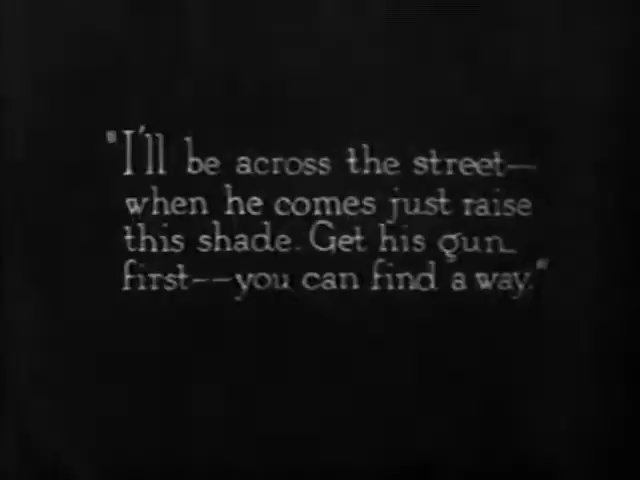 "I'll be across the street—
when he comes just raise
this shade. Get his gun
first——you can find a way."